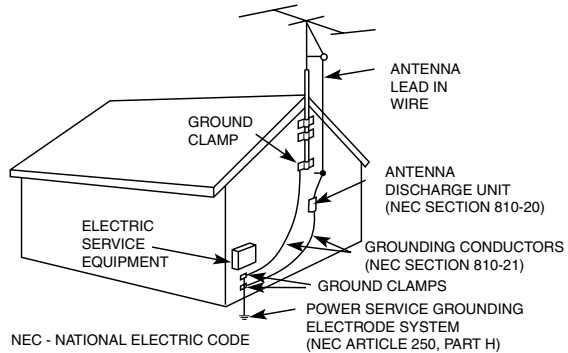 ANTENNA
LEAD IN
WIRE
GROUND
CLAMP
ANTENNA
DISCHARGE UNIT
(NEC SECTION 810-20)
ELECTRIC
SERVICE
EQUIPMENT
GROUNDING CONDUCTORS
(NEC SECTION 810-21)
GROUND CLAMPS
POWER SERVICE GROUNDING
ELECTRODE SYSTEM
(NEC ARTICLE 250, PART H)
NEC - NATIONAL ELECTRIC CODE